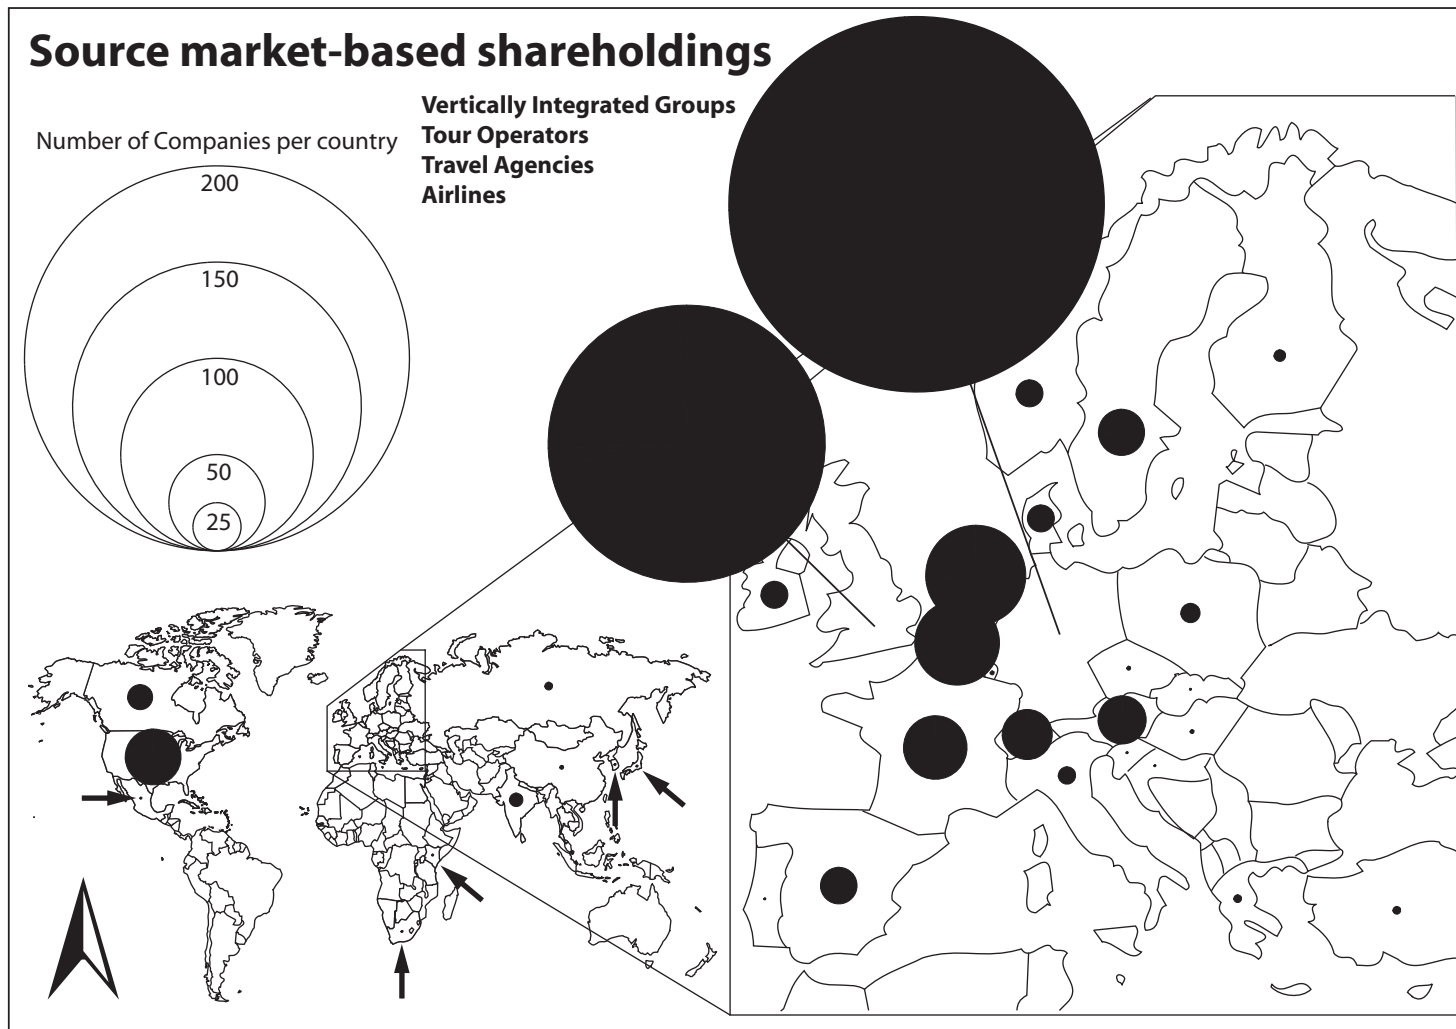 Source market-based shareholdings
Vertically Integrated Groups
Tour Operators
Travel Agencies
Airlines
Number of Companies per country
200
150
100
50
25